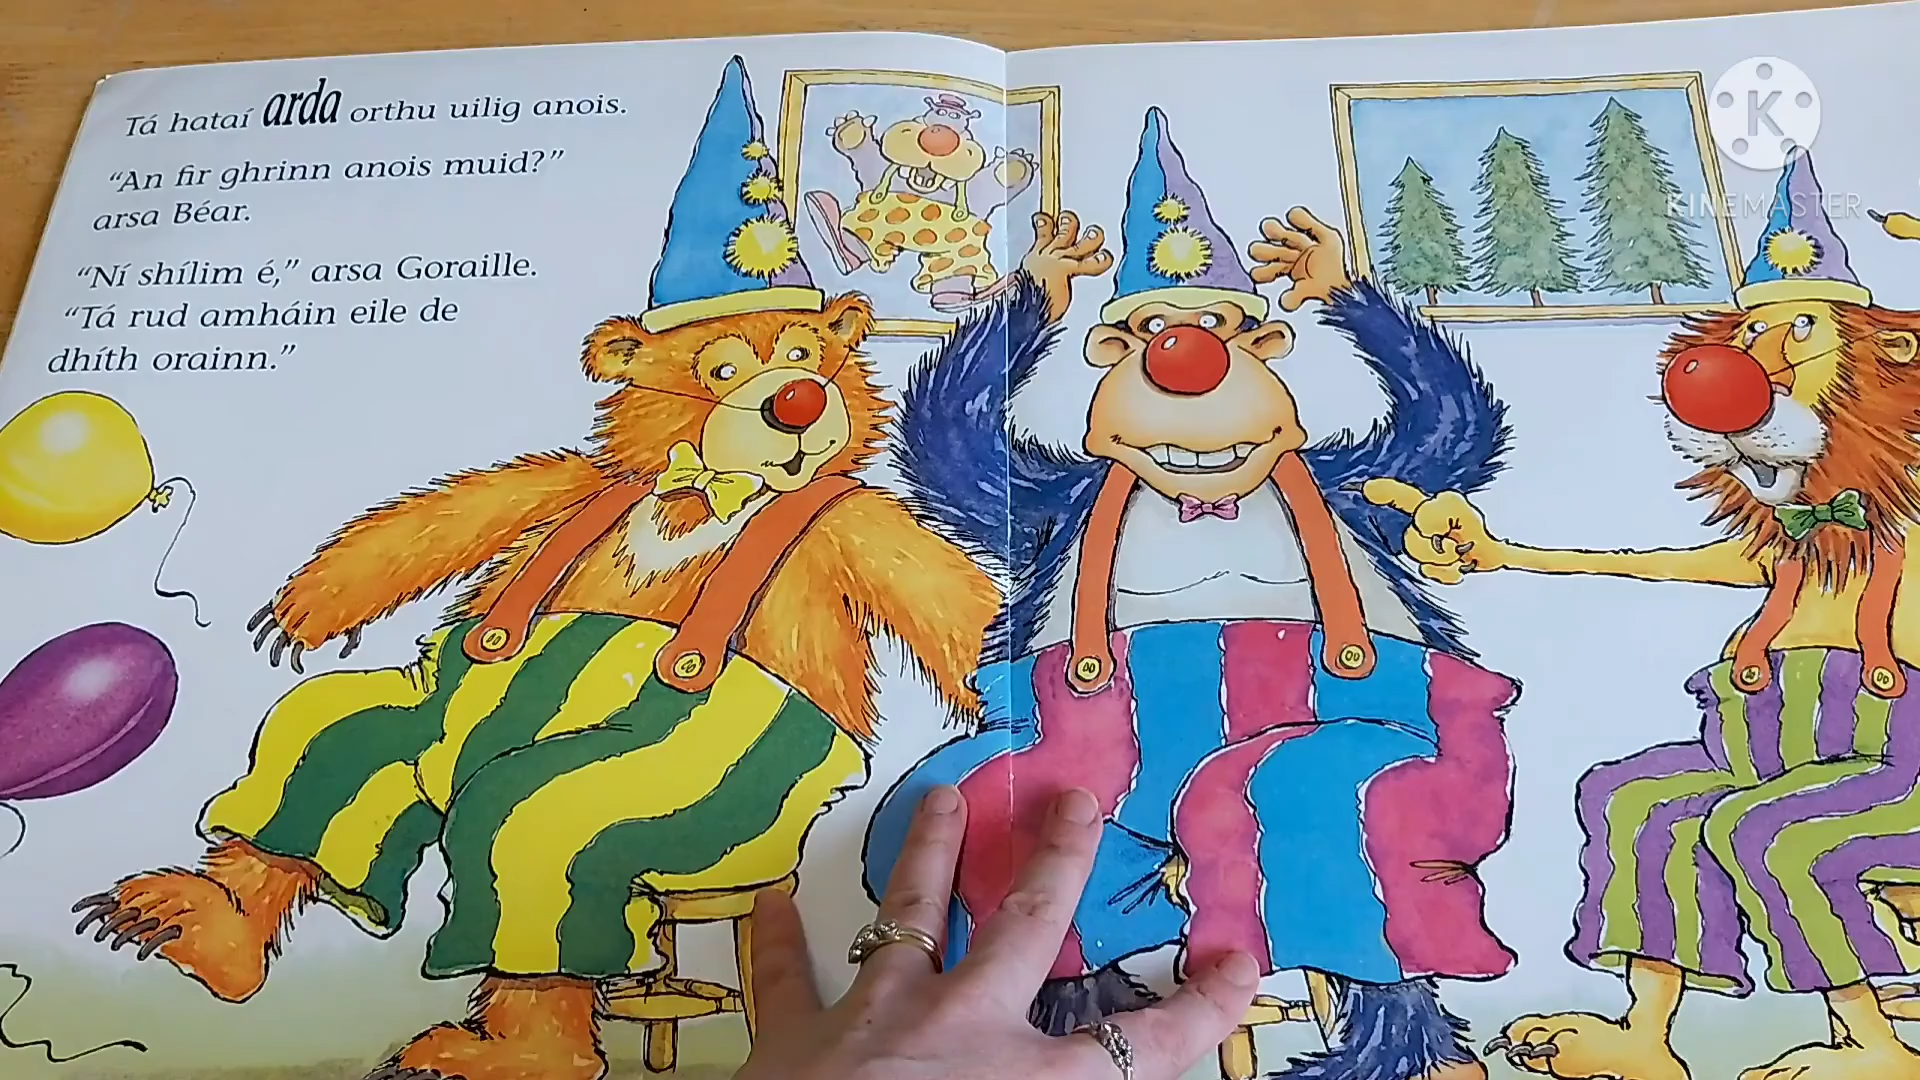 Tá hataí arda orthu uilig anois.
“An fir ghrinn anois muid?”
arsa Béar.
“Ní shílim é,” arsa Goraille.
“Tá rud amháin eile de
dhíth orainn.”
K
KINEMASTER